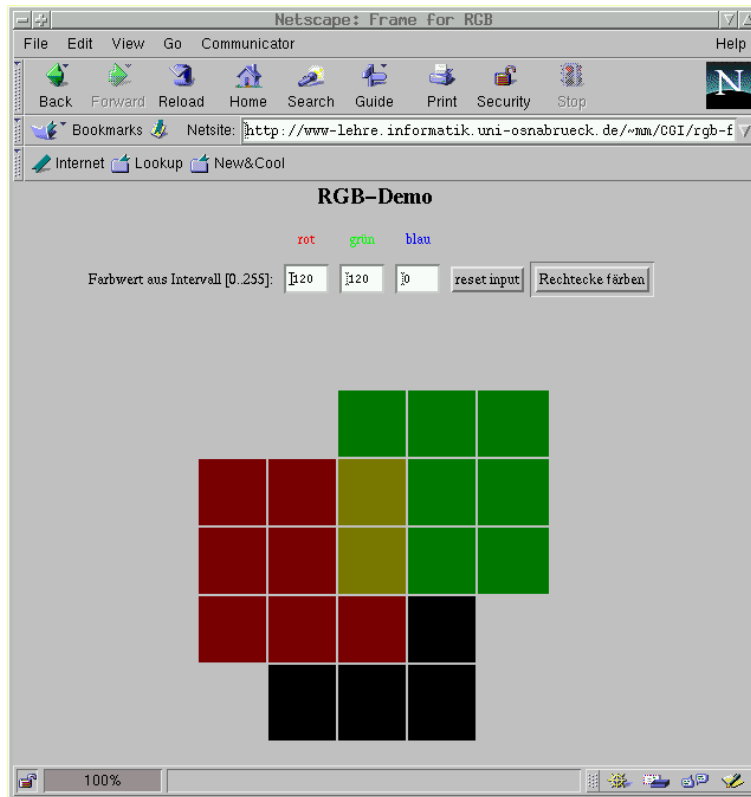 Netscape: Frame for RGB
File Edit View Go Communicator Help
Back Forward Reload Home Search Guide Print Security Stop N
Bookmarks Netsite: http://www-lehre.informatik.uni-osnabrueck.de/~mm/CGI/rgb-f
Internet Lookup New&Cool
RGB-Demo
rot grün blau
Farbwert aus Intervall [0..255]: 120 120 0 reset input Rechtecke färben
100%